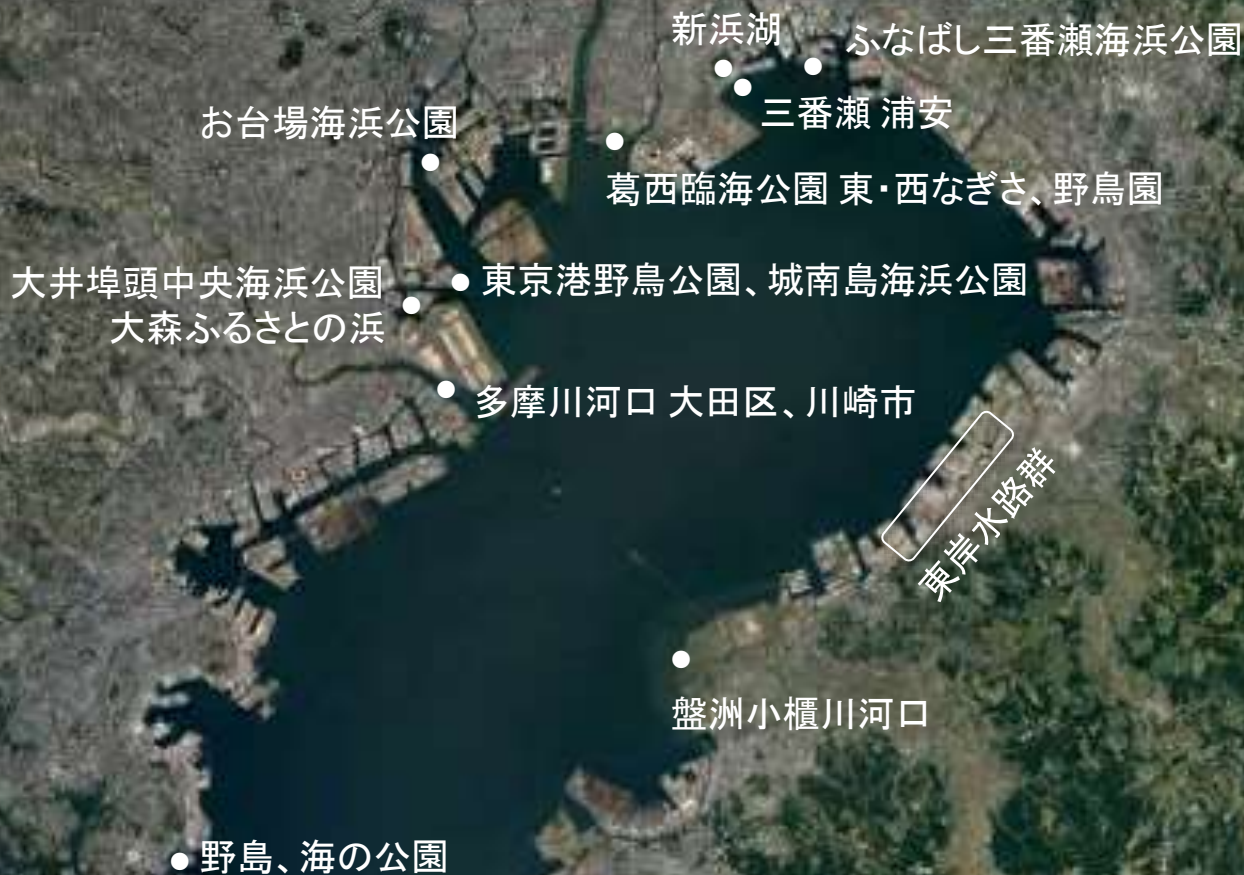 新浜湖
ふなばし三番瀬海浜公園
三番瀬 浦安
お台場海浜公園
葛西臨海公園 東・西なぎさ、野鳥園
東京港野鳥公園、城南島海浜公園
大井埠頭中央海浜公園
大森ふるさとの浜
多摩川河口 大田区、川崎市
東岸水路群
盤洲小櫃川河口
野島、海の公園